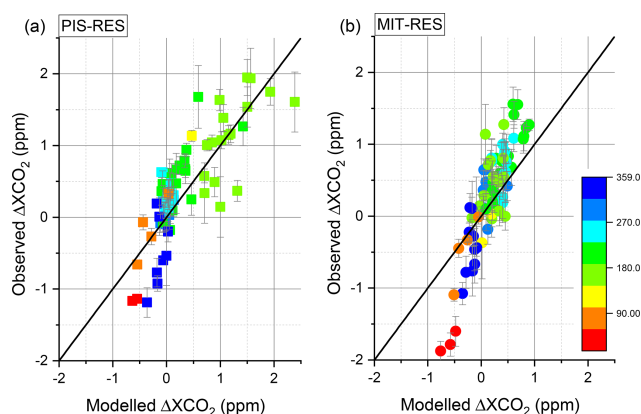 (a) PIS-RES
(b) MIT-RES
Observed ΔXCO₂ (ppm)
2
1
0
-1
-2
-2 -1 0 1 2
Modelled ΔXCO₂ (ppm)
Observed ΔXCO₂ (ppm)
2
1
0
-1
-2
-2 -1 0 1 2
Modelled ΔXCO₂ (ppm)
359.0
270.0
180.0
90.00